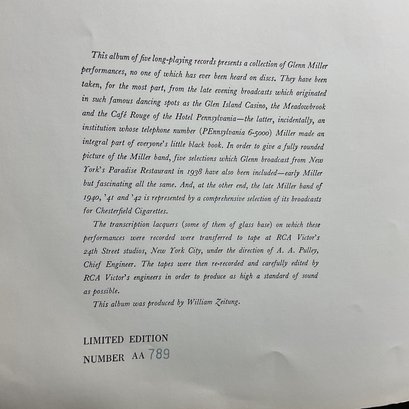 This album of five long-playing records presents a collection of Glenn Miller
performances, no one of which has ever been heard on discs. They have been
taken, for the most part, from the late evening broadcasts which originated
in such famous dancing spots as the Glen Island Casino, the Meadowbrook
and the Café Rouge of the Hotel Pennsylvania—the latter, incidentally, an
institution whose telephone number (PEnnsylvania 6-5000) Miller made an
integral part of everyone's little black book. In order to give a fully rounded
picture of the Miller band, five selections which Glenn broadcast from New
York's Paradise Restaurant in 1938 have also been included—early Miller
but fascinating all the same. And, at the other end, the late Miller band of
1940, '41 and '42 is represented by a comprehensive selection of its broadcasts
for Chesterfield Cigarettes.
The transcription lacquers (some of them of glass base) on which these
performances were recorded were transferred to tape at RCA Victor's
24th Street studios, New York City, under the direction of A. A. Pulley,
Chief Engineer. The tapes were then re-recorded and carefully edited by
RCA Victor's engineers in order to produce as high a standard of sound
as possible.
This album was produced by William Zeitung.
LIMITED EDITION
NUMBER AA 789